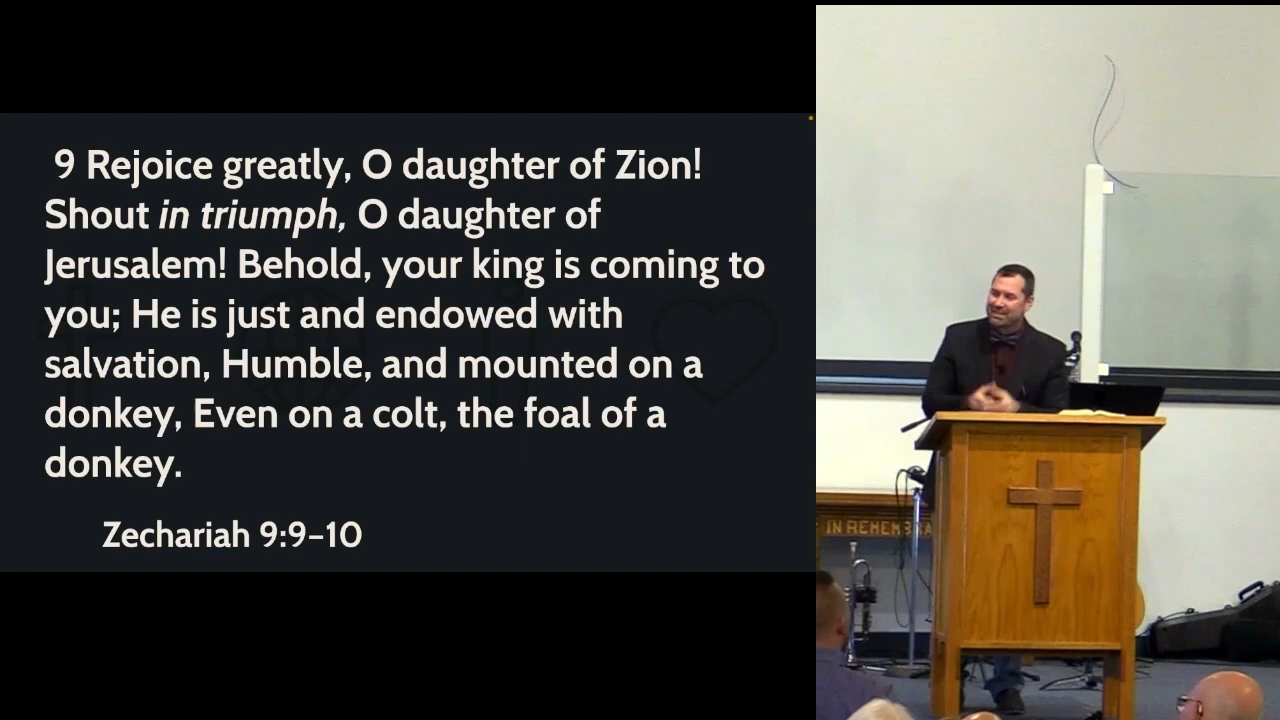 9 Rejoice greatly, O daughter of Zion!
Shout in triumph, O daughter of
Jerusalem! Behold, your king is coming to
you; He is just and endowed with
salvation, Humble, and mounted on a
donkey, Even on a colt, the foal of a
donkey.
Zechariah 9:9–10
IN REMEMBRA